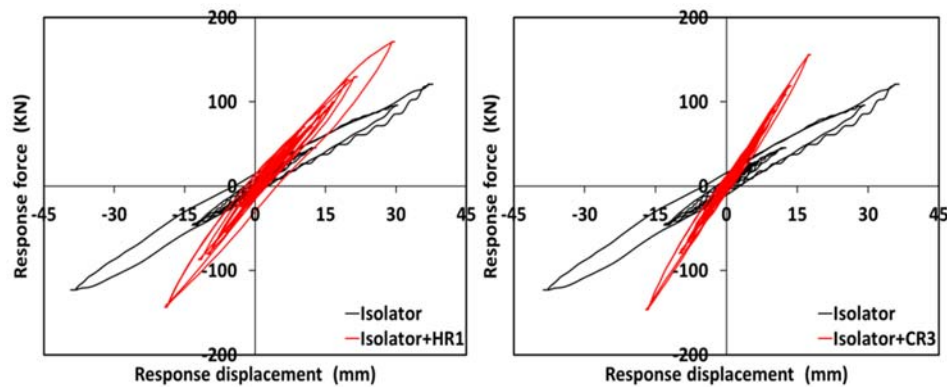 200
100
0
-100
-200
-45 -30 -15 0 15 30 45
Response force (KN)
Response displacement (mm)
Isolator
Isolator+HR1
200
100
0
-100
-200
-45 -30 -15 0 15 30 45
Response force (KN)
Response displacement (mm)
Isolator
Isolator+CR3